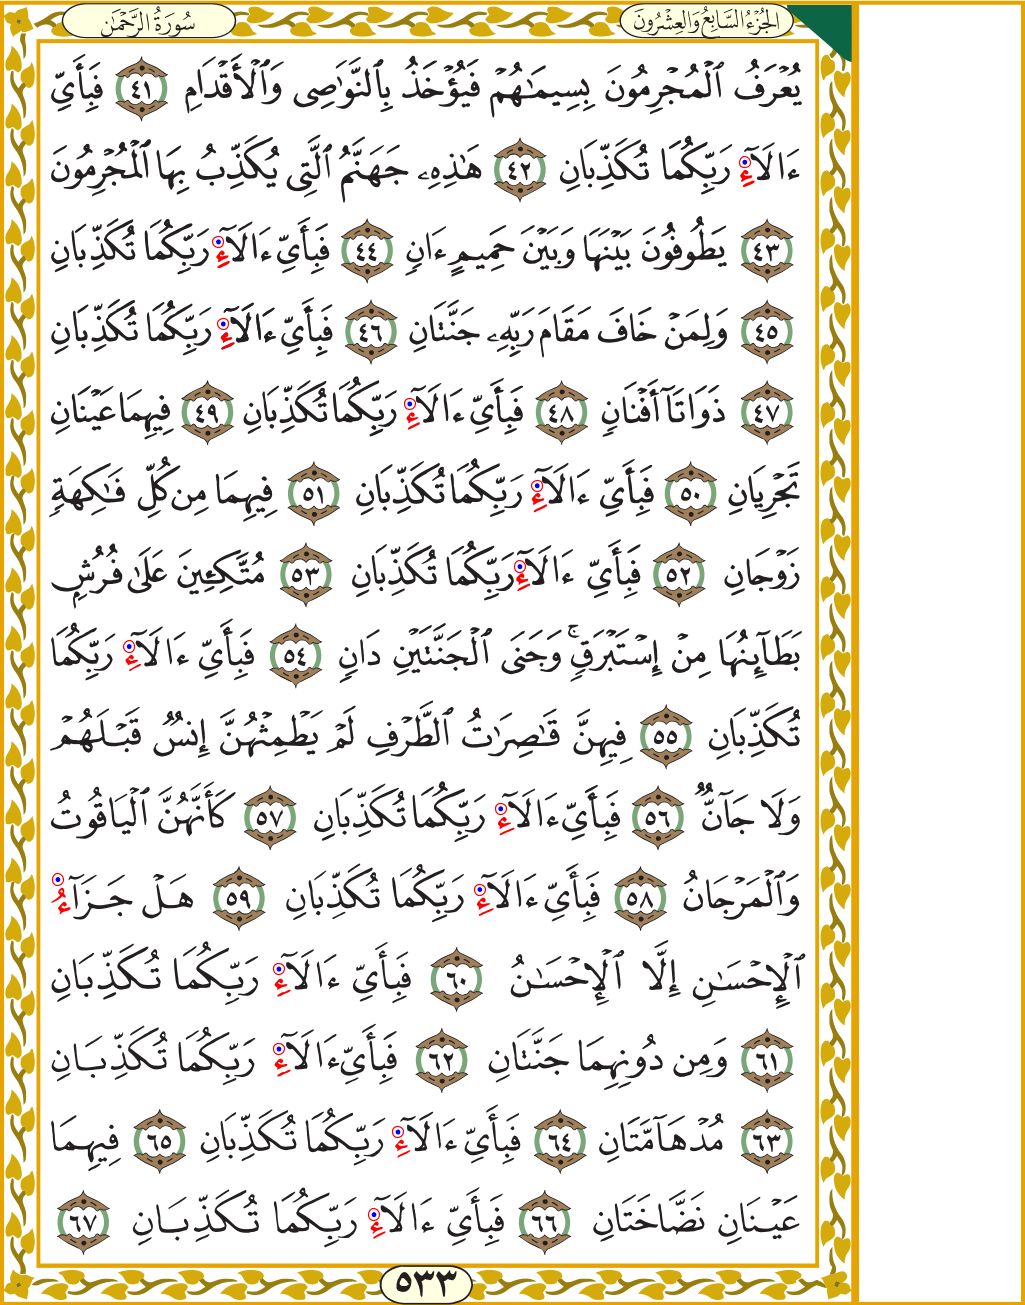 سُورَةُ الرَّحْمَٰن
الجُزْءُ السَّابِعُ وَالعِشْرُونَ
يُعْرَفُ ٱلْمُجْرِمُونَ بِسِيمَـٰهُمْ فَيُؤْخَذُ بِٱلنَّوَٰصِى وَٱلْأَقْدَامِ ٤١ فَبِأَىِّ
ءَالَآءِ رَبِّكُمَا تُكَذِّبَانِ ٤٢ هَـٰذِهِۦ جَهَنَّمُ ٱلَّتِى يُكَذِّبُ بِهَا ٱلْمُجْرِمُونَ
٤٣ يَطُوفُونَ بَيْنَهَا وَبَيْنَ حَمِيمٍ ءَانٍ ٤٤ فَبِأَىِّ ءَالَآءِ رَبِّكُمَا تُكَذِّبَانِ
٤٥ وَلِمَنْ خَافَ مَقَامَ رَبِّهِۦ جَنَّتَانِ ٤٦ فَبِأَىِّ ءَالَآءِ رَبِّكُمَا تُكَذِّبَانِ
٤٧ ذَوَاتَآ أَفْنَانٍ ٤٨ فَبِأَىِّ ءَالَآءِ رَبِّكُمَا تُكَذِّبَانِ ٤٩ فِيهِمَا عَيْنَانِ
تَجْرِيَانِ ٥٠ فَبِأَىِّ ءَالَآءِ رَبِّكُمَا تُكَذِّبَانِ ٥١ فِيهِمَا مِن كُلِّ فَـٰكِهَةٍ
زَوْجَانِ ٥٢ فَبِأَىِّ ءَالَآءِ رَبِّكُمَا تُكَذِّبَانِ ٥٣ مُتَّكِـِٔينَ عَلَىٰ فُرُشٍ
بَطَآئِنُهَا مِنْ إِسْتَبْرَقٍ ۚ وَجَنَى ٱلْجَنَّتَيْنِ دَانٍ ٥٤ فَبِأَىِّ ءَالَآءِ رَبِّكُمَا
تُكَذِّبَانِ ٥٥ فِيهِنَّ قَـٰصِرَٰتُ ٱلطَّرْفِ لَمْ يَطْمِثْهُنَّ إِنسٌ قَبْلَهُمْ
وَلَا جَآنٌّ ٥٦ فَبِأَىِّ ءَالَآءِ رَبِّكُمَا تُكَذِّبَانِ ٥٧ كَأَنَّهُنَّ ٱلْيَاقُوتُ
وَٱلْمَرْجَانُ ٥٨ فَبِأَىِّ ءَالَآءِ رَبِّكُمَا تُكَذِّبَانِ ٥٩ هَلْ جَزَآءُ
ٱلْإِحْسَـٰنِ إِلَّا ٱلْإِحْسَـٰنُ ٦٠ فَبِأَىِّ ءَالَآءِ رَبِّكُمَا تُكَذِّبَانِ
٦١ وَمِن دُونِهِمَا جَنَّتَانِ ٦٢ فَبِأَىِّ ءَالَآءِ رَبِّكُمَا تُكَذِّبَانِ
٦٣ مُدْهَآمَّتَانِ ٦٤ فَبِأَىِّ ءَالَآءِ رَبِّكُمَا تُكَذِّبَانِ ٦٥ فِيهِمَا
عَيْنَانِ نَضَّاخَتَانِ ٦٦ فَبِأَىِّ ءَالَآءِ رَبِّكُمَا تُكَذِّبَانِ ٦٧
٥٣٣